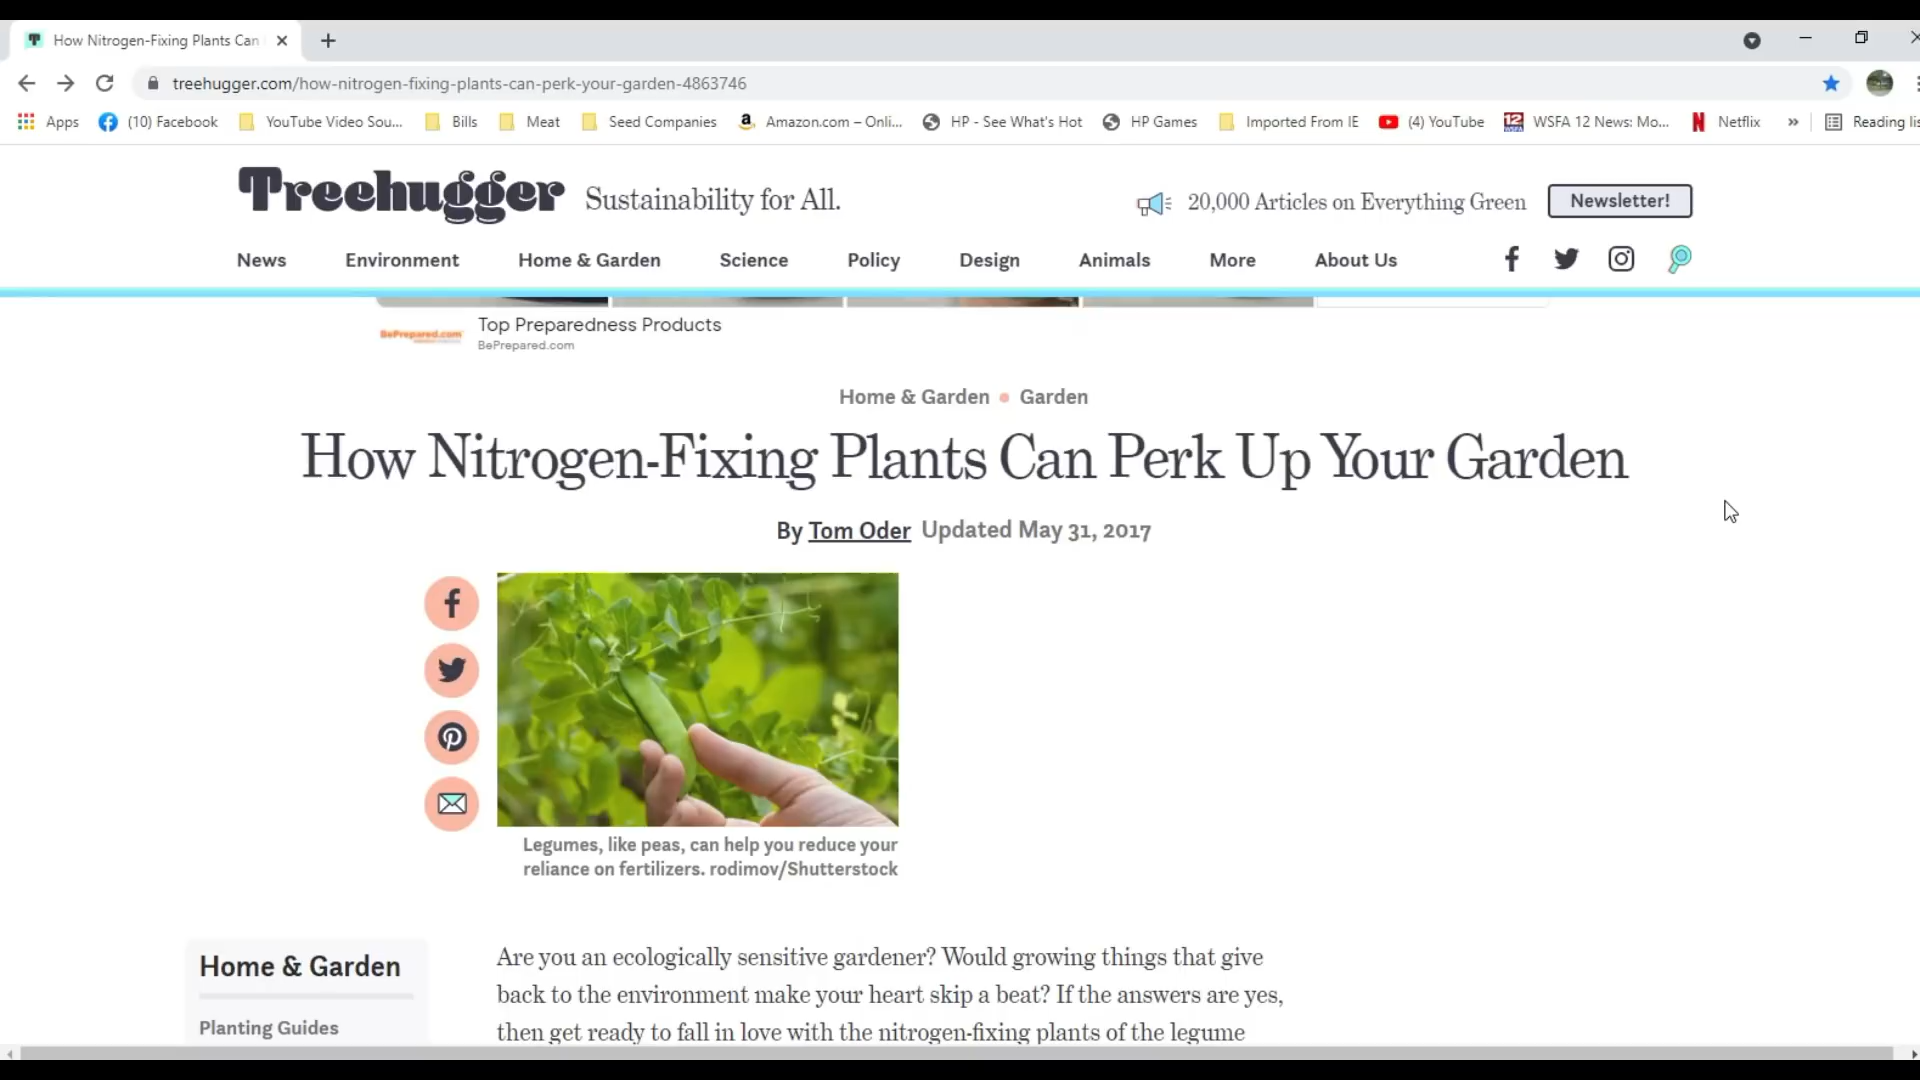 How Nitrogen-Fixing Plants Can
treehugger.com/how-nitrogen-fixing-plants-can-perk-your-garden-4863746
Apps (10) Facebook YouTube Video Sou... Bills Meat Seed Companies Amazon.com – Onli... HP - See What's Hot HP Games Imported From IE (4) YouTube WSFA 12 News: Mo... Netflix » Reading lis
Treehugger Sustainability for All. 20,000 Articles on Everything Green Newsletter!
News Environment Home & Garden Science Policy Design Animals More About Us
BePrepared.com Top Preparedness Products
BePrepared.com
Home & Garden • Garden
How Nitrogen-Fixing Plants Can Perk Up Your Garden
By Tom Oder Updated May 31, 2017
Legumes, like peas, can help you reduce your
reliance on fertilizers. rodimov/Shutterstock
Home & Garden
Planting Guides
Are you an ecologically sensitive gardener? Would growing things that give
back to the environment make your heart skip a beat? If the answers are yes,
then get ready to fall in love with the nitrogen-fixing plants of the legume